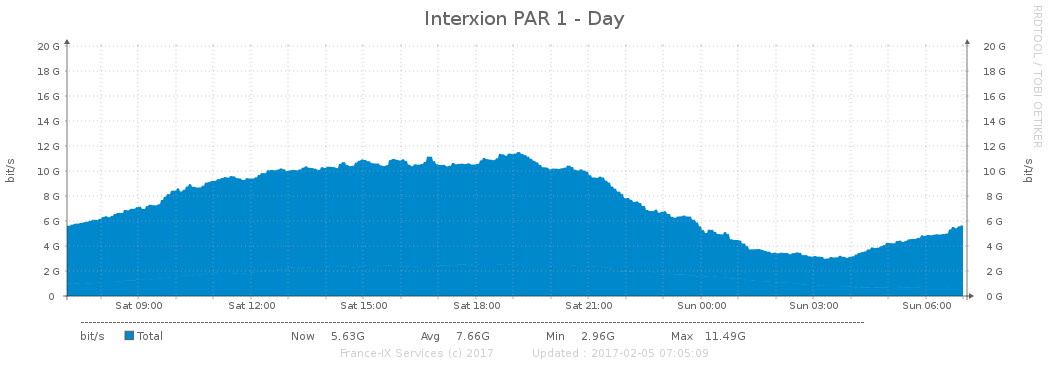 Interxion PAR 1 - Day
RRDTOOL / TOBI OETIKER
20 G 20 G
18 G 18 G
16 G 16 G
14 G 14 G
12 G 12 G
10 G 10 G
8 G 8 G
6 G 6 G
4 G 4 G
2 G 2 G
0 0 G
bit/s
bit/s
Sat 09:00 Sat 12:00 Sat 15:00 Sat 18:00 Sat 21:00 Sun 00:00 Sun 03:00 Sun 06:00
bit/s Total Now 5.63G Avg 7.66G Min 2.96G Max 11.49G
France-IX Services (c) 2017 Updated : 2017-02-05 07:05:09